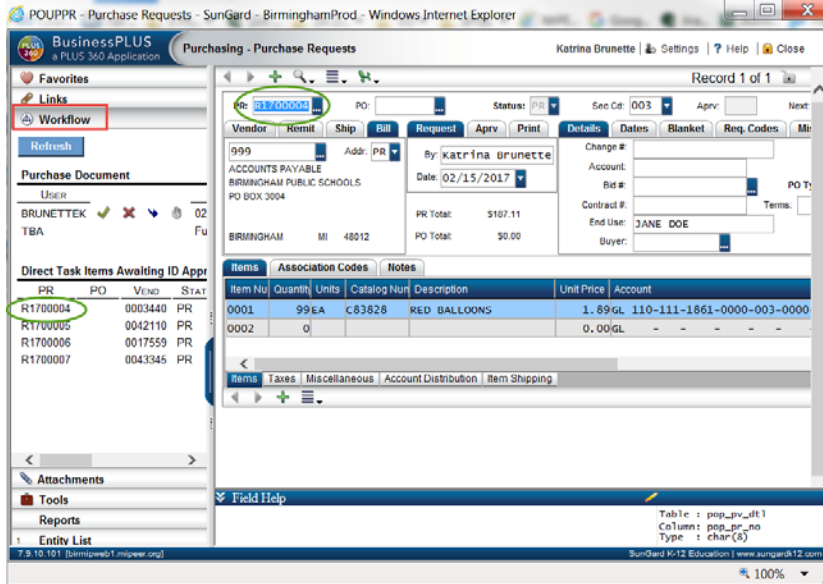 POUPPR - Purchase Requests - SunGard - BirminghamProd - Windows Internet Explorer
PLUS 360
BusinessPLUS
a PLUS 360 Application
Purchasing - Purchase Requests
Katrina Brunette | Settings | ? Help | Close
Favorites
Links
Workflow
Refresh
Purchase Document
USER
BRUNETTEK 02
TBA Fu
Direct Task Items Awaiting ID Appr
PR PO VEND STAT
R1700004 0003440 PR
R1700005 0042110 PR
R1700006 0017559 PR
R1700007 0043345 PR
Attachments
Tools
Reports
Entity List
Record 1 of 1
PR: R1700004 PO: Status: PR Sec Cd: 003 Aprv: Next
Vendor Remit Ship Bill Request Aprv Print Details Dates Blanket Req. Codes Mis
999 Addr: PR
ACCOUNTS PAYABLE
BIRMINGHAM PUBLIC SCHOOLS
PO BOX 3004
BIRMINGHAM MI 48012
By: Katrina Brunette
Date: 02/15/2017
PR Total: $187.11
PO Total: $0.00
Change #:
Account:
Bid #: PO Ty
Contract #: Terms:
End Use: JANE DOE
Buyer:
Items Association Codes Notes
Item Nu Quantit Units Catalog Nun Description Unit Price Account
0001 99 EA C83828 RED BALLOONS 1.89 GL 110-111-1861-0000-003-0000-
0002 0 0.00 GL - - - - -
Items Taxes Miscellaneous Account Distribution Item Shipping
Field Help
Table : pop_pv_dtl
Column: pop_pr_no
Type : char(8)
7.9.10.101 [birmipweb1.mipeer.org]
SunGard K-12 Education | www.sungardk12.com
100%